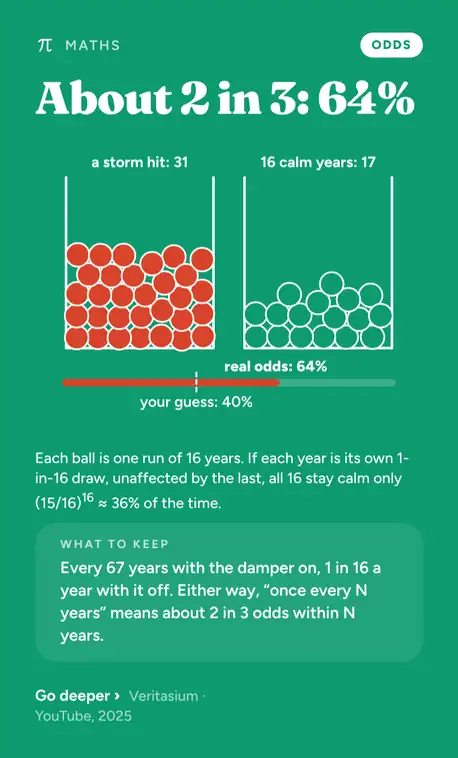 π MATHS
ODDS
About 2 in 3: 64%
a storm hit: 31
16 calm years: 17
real odds: 64%
your guess: 40%
Each ball is one run of 16 years. If each year is its own 1-
in-16 draw, unaffected by the last, all 16 stay calm only
(15/16)¹⁶ ≈ 36% of the time.
WHAT TO KEEP
Every 67 years with the damper on, 1 in 16 a
year with it off. Either way, “once every N
years” means about 2 in 3 odds within N
years.
Go deeper › Veritasium ·
YouTube, 2025